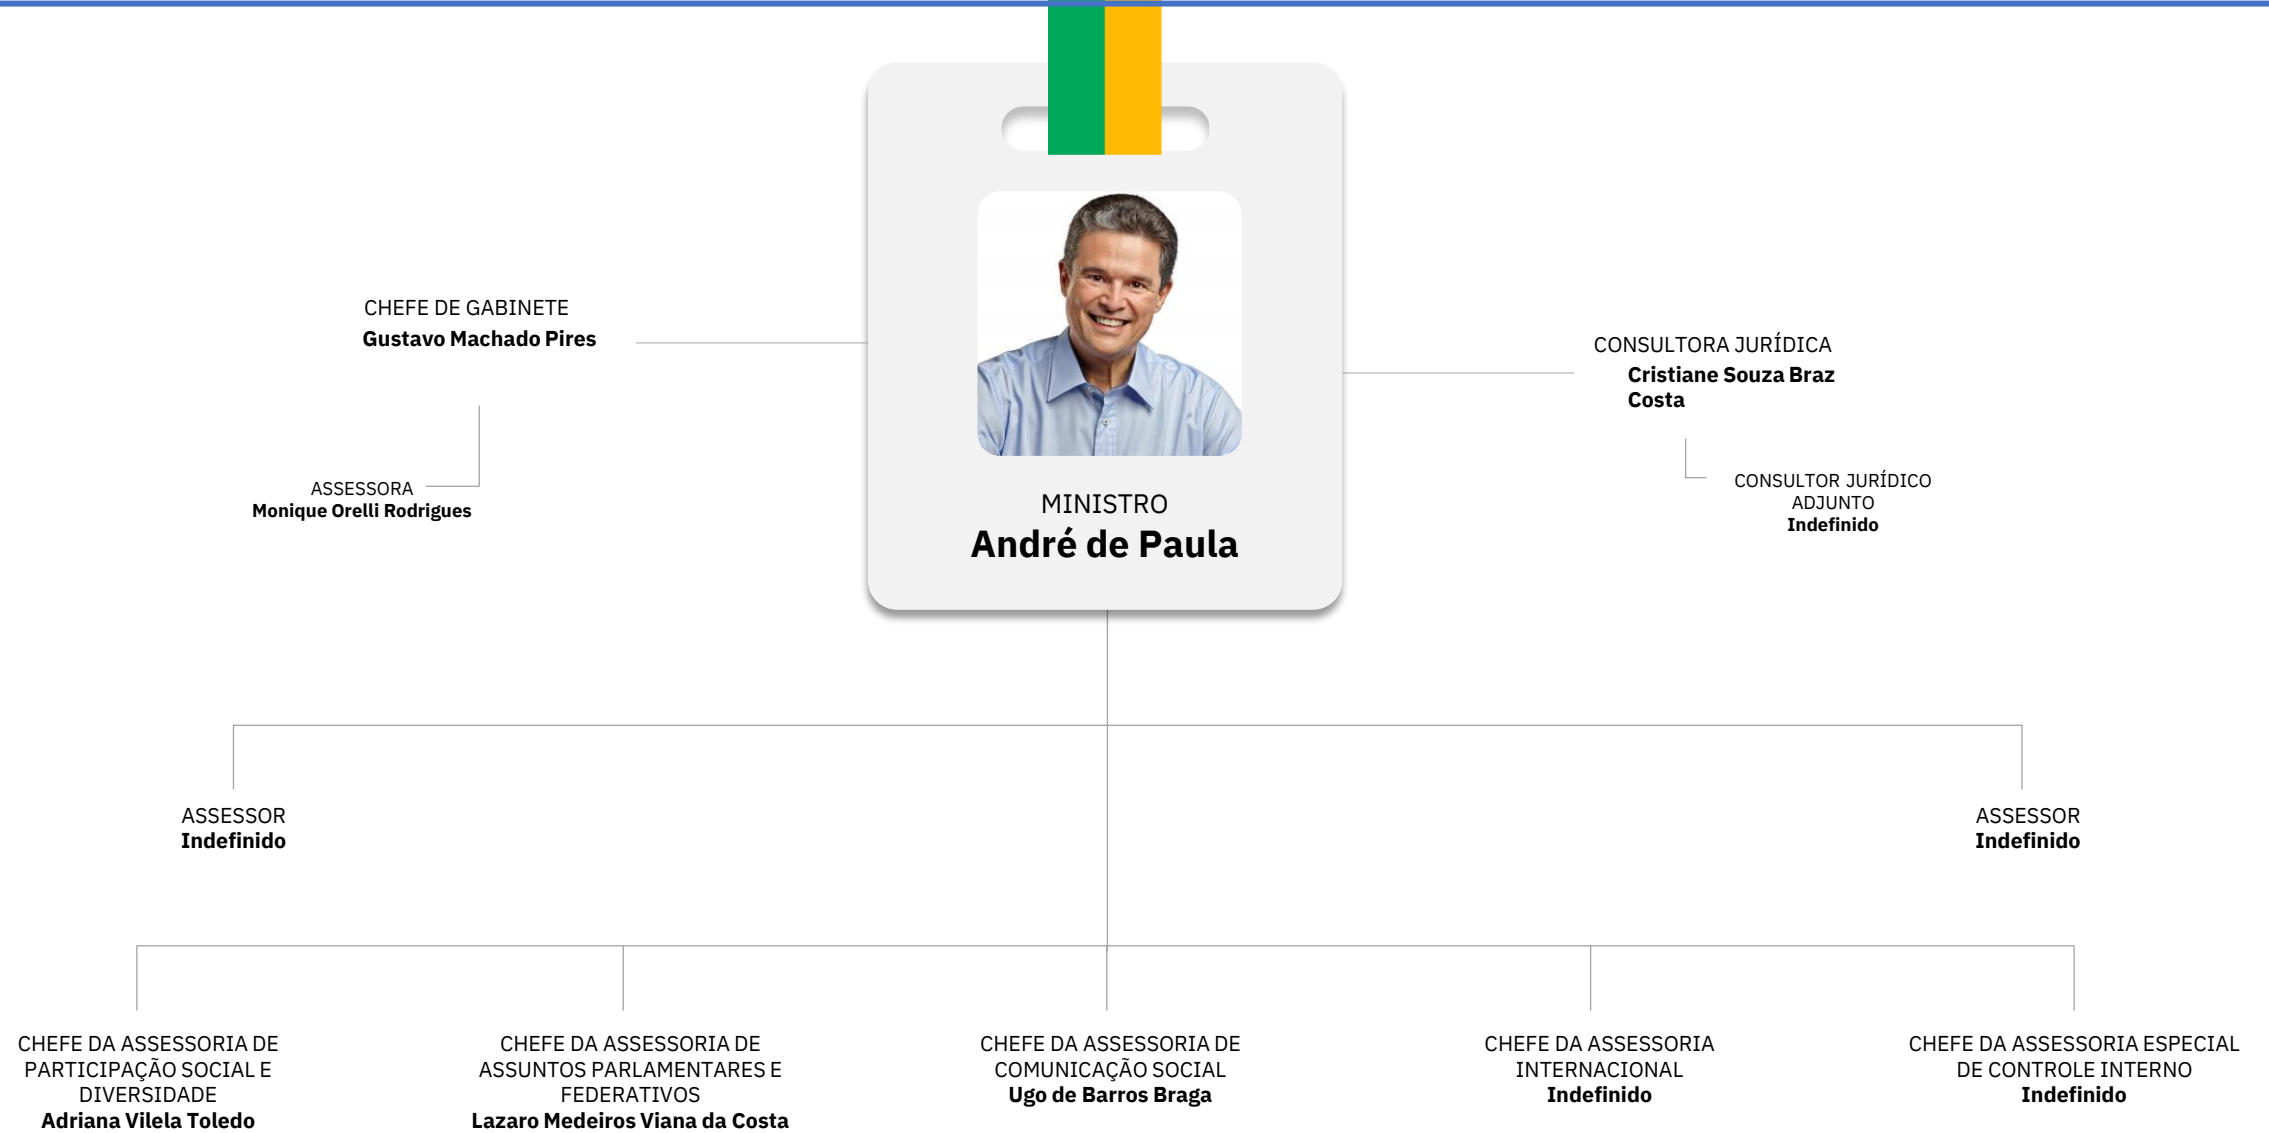 CHEFE DE GABINETE
Gustavo Machado Pires
ASSESSORA
Monique Orelli Rodrigues
MINISTRO
André de Paula
CONSULTORA JURÍDICA
Cristiane Souza Braz
Costa
CONSULTOR JURÍDICO
ADJUNTO
Indefinido
ASSESSOR
Indefinido
ASSESSOR
Indefinido
CHEFE DA ASSESSORIA DE
PARTICIPAÇÃO SOCIAL E
DIVERSIDADE
Adriana Vilela Toledo
CHEFE DA ASSESSORIA DE
ASSUNTOS PARLAMENTARES E
FEDERATIVOS
Lazaro Medeiros Viana da Costa
CHEFE DA ASSESSORIA DE
COMUNICAÇÃO SOCIAL
Ugo de Barros Braga
CHEFE DA ASSESSORIA
INTERNACIONAL
Indefinido
CHEFE DA ASSESSORIA ESPECIAL
DE CONTROLE INTERNO
Indefinido